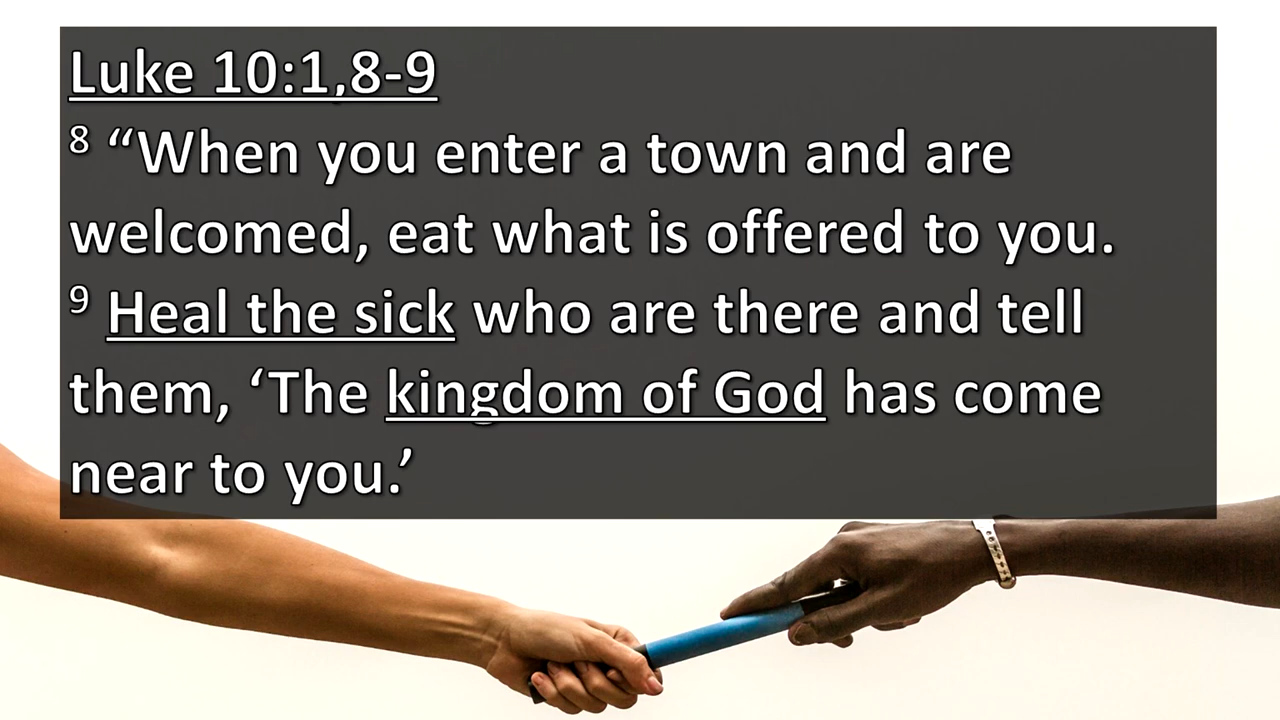 Luke 10:1,8-9
8 “When you enter a town and are
welcomed, eat what is offered to you.
9 Heal the sick who are there and tell
them, ‘The kingdom of God has come
near to you.’